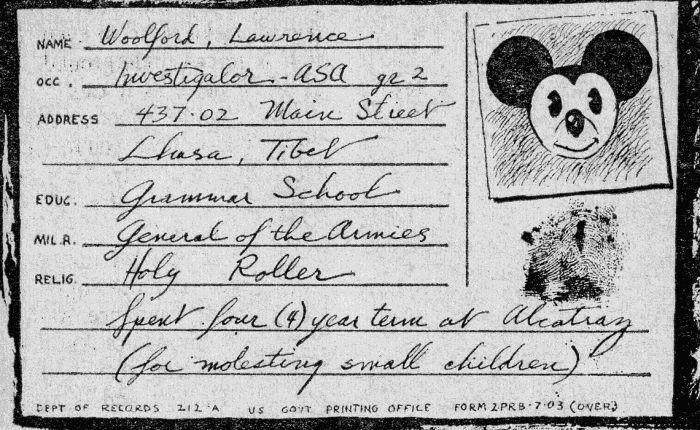 NAME Woolford, Lawrence
OCC. Investigator - ASA gr 2
ADDRESS 437-02 Main Street
Lhasa, Tibet
EDUC. Grammar School
MIL.R. General of the Armies
RELIG. Holy Roller
Spent four (4) year term at Alcatraz
(for molesting small children)
DEPT OF RECORDS 212-A US GOVT PRINTING OFFICE FORM 2PRB-7-03 (OVER)